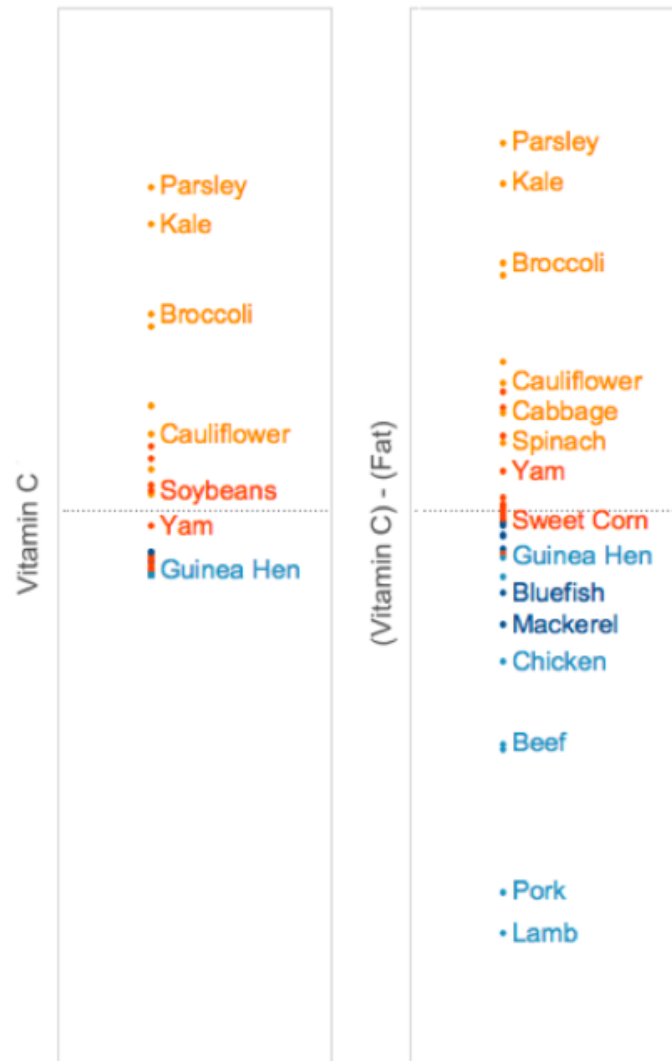 Vitamin C
Parsley
Kale
Broccoli
Cauliflower
Soybeans
Yam
Guinea Hen
(Vitamin C) - (Fat)
Parsley
Kale
Broccoli
Cauliflower
Cabbage
Spinach
Yam
Sweet Corn
Guinea Hen
Bluefish
Mackerel
Chicken
Beef
Pork
Lamb